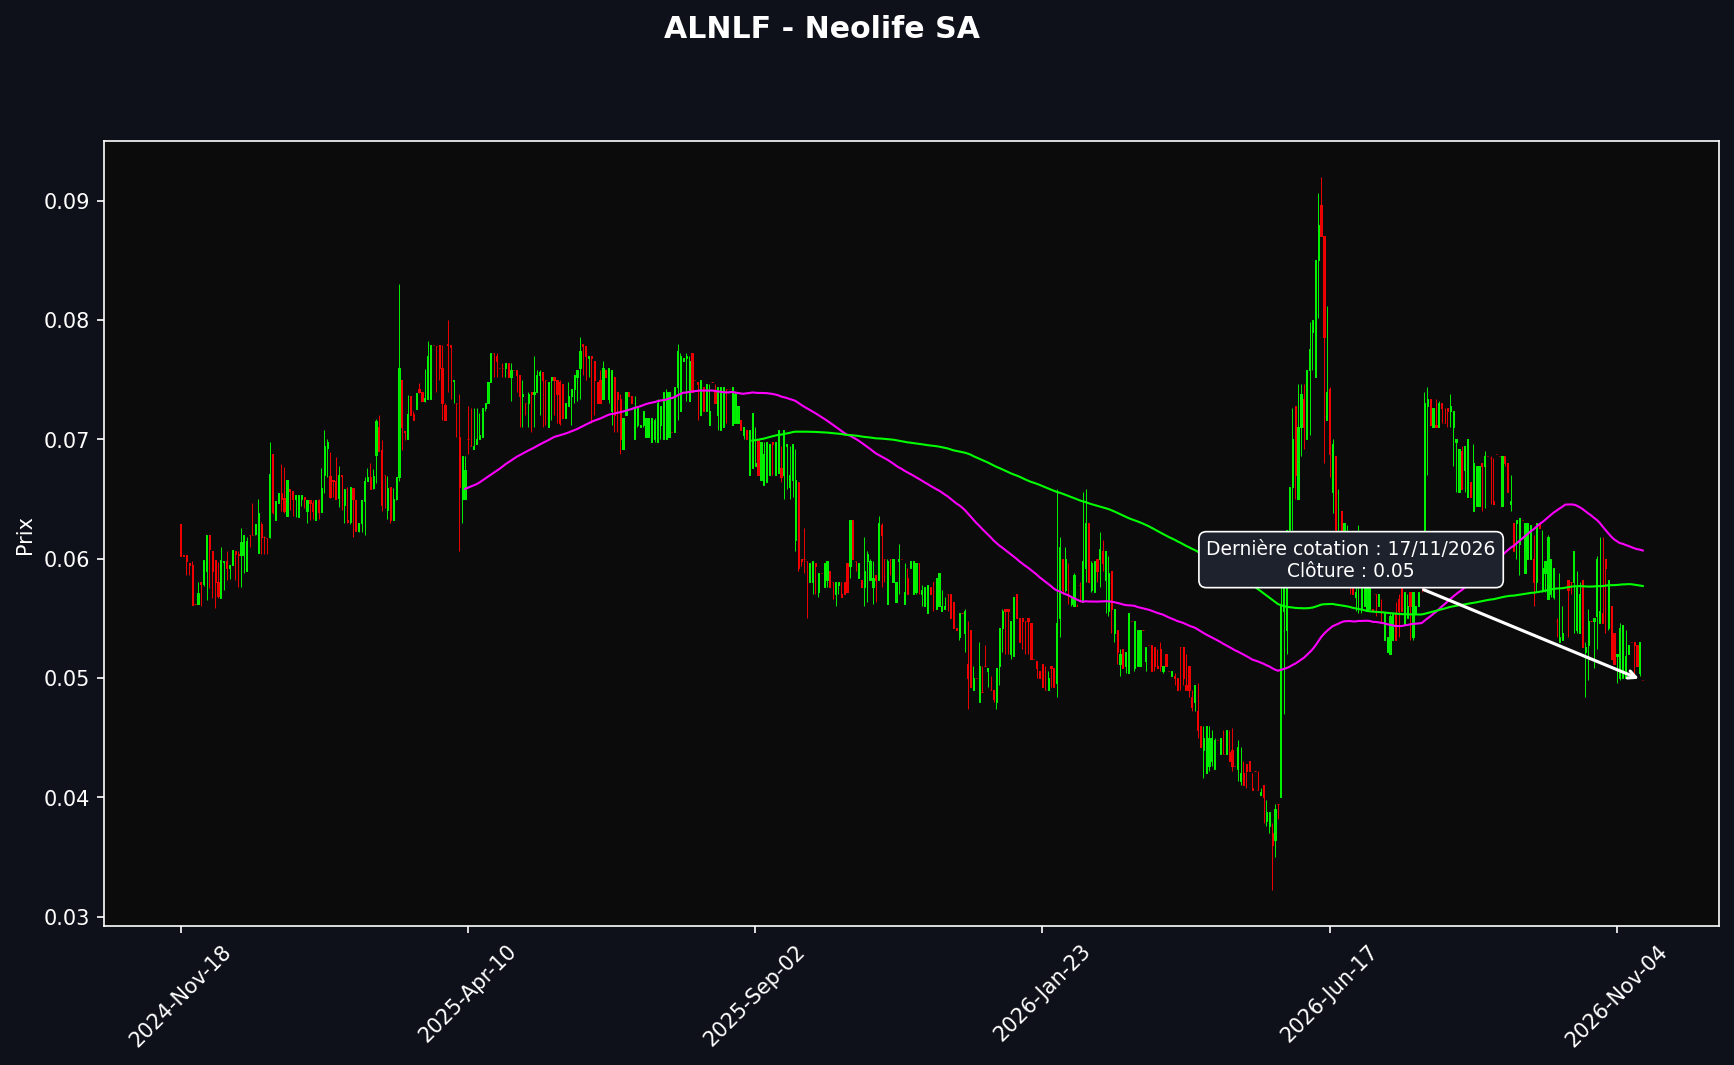 ALNLF - Neolife SA
Prix
0.09
0.08
0.07
0.06
0.05
0.04
0.03
Dernière cotation : 17/11/2026
Clôture : 0.05
2024-Nov-18
2025-Apr-10
2025-Sep-02
2026-Jan-23
2026-Jun-17
2026-Nov-04